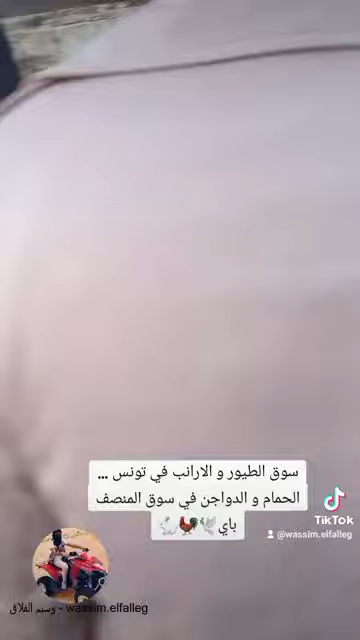 سوق الطيور و الارانب في تونس ...
الحمام و الدواجن في سوق المنصف
باي 🕊️🐓🦢
TikTok
@wassim.elfalleg
وسيم الفلاق - wassim.elfalleg